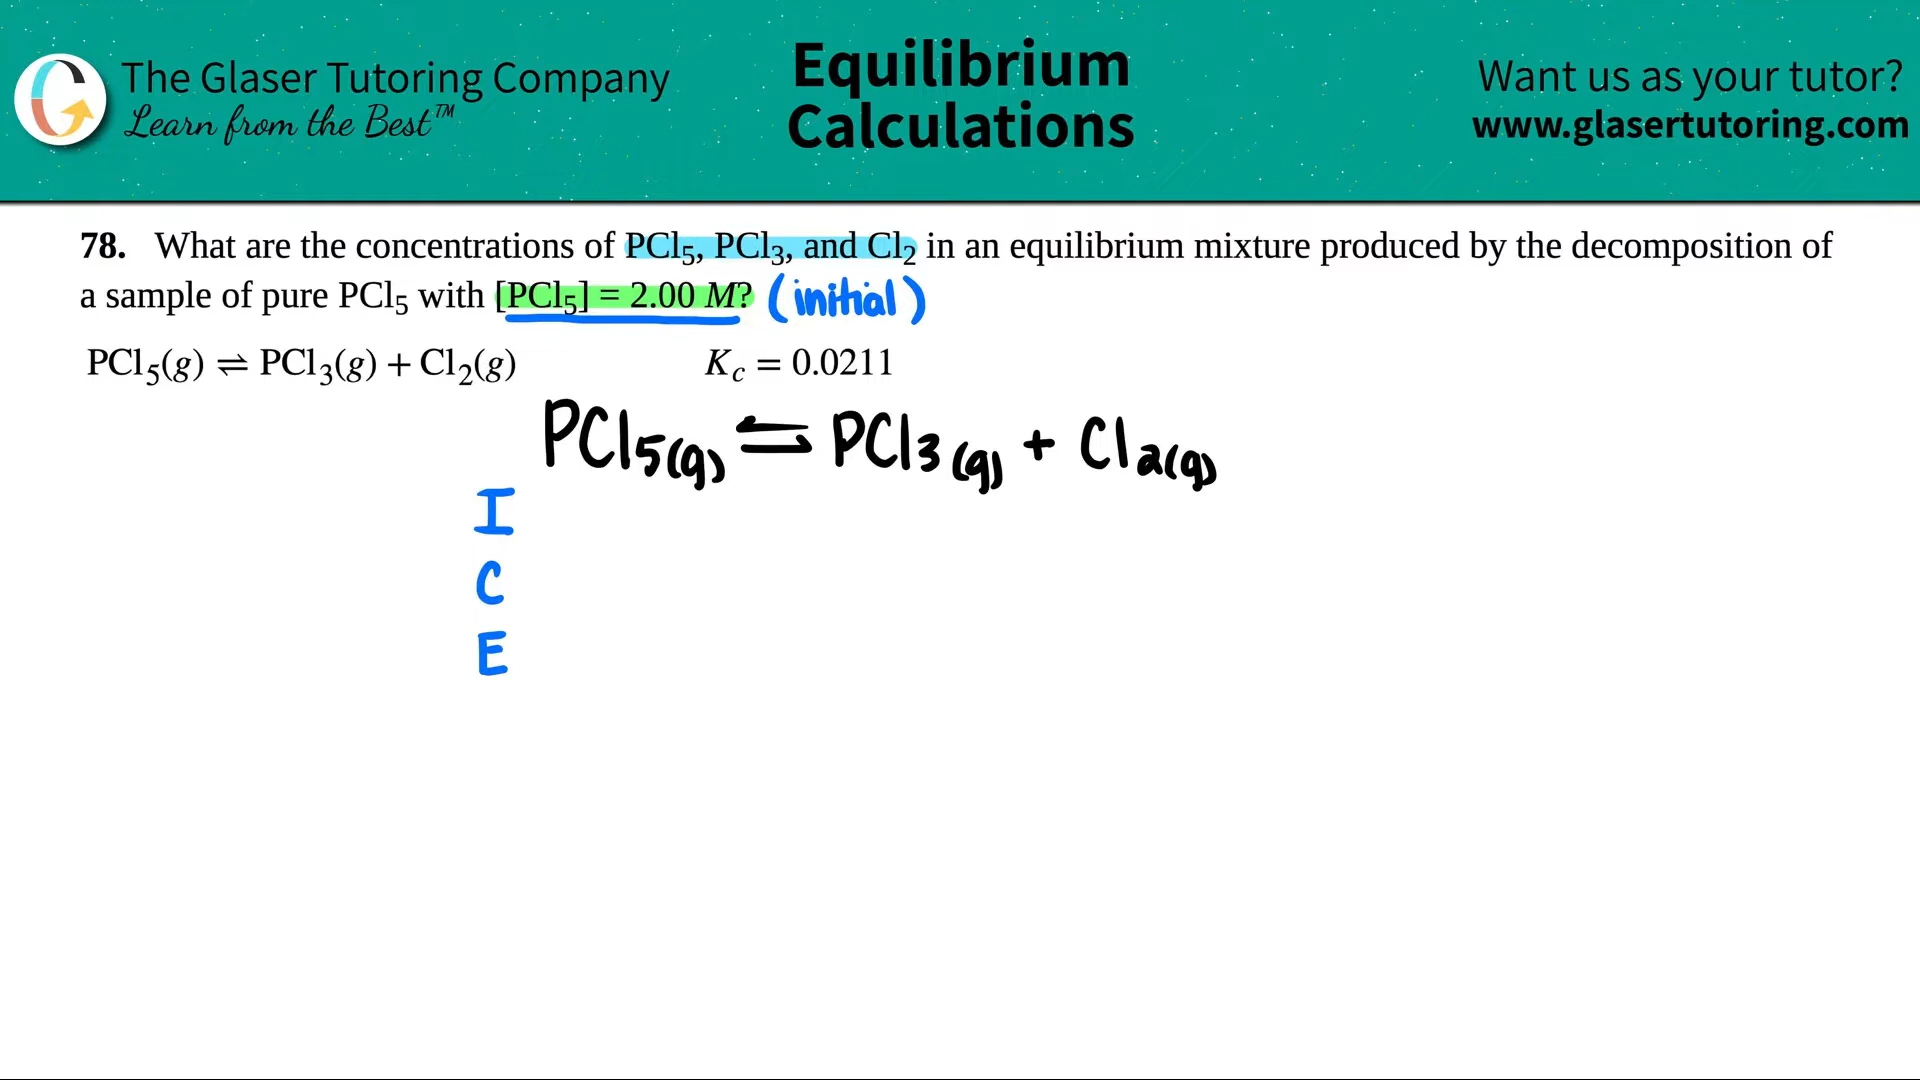 The Glaser Tutoring Company
Learn from the Best™
Equilibrium
Calculations
Want us as your tutor?
www.glasertutoring.com
78. What are the concentrations of PCl₅, PCl₃, and Cl₂ in an equilibrium mixture produced by the decomposition of
a sample of pure PCl₅ with [PCl₅] = 2.00 M? (initial)
PCl₅(g) ⇌ PCl₃(g) + Cl₂(g) K𝑐 = 0.0211
PCl₅(g) ⇌ PCl₃(g) + Cl₂(g)
I
C
E